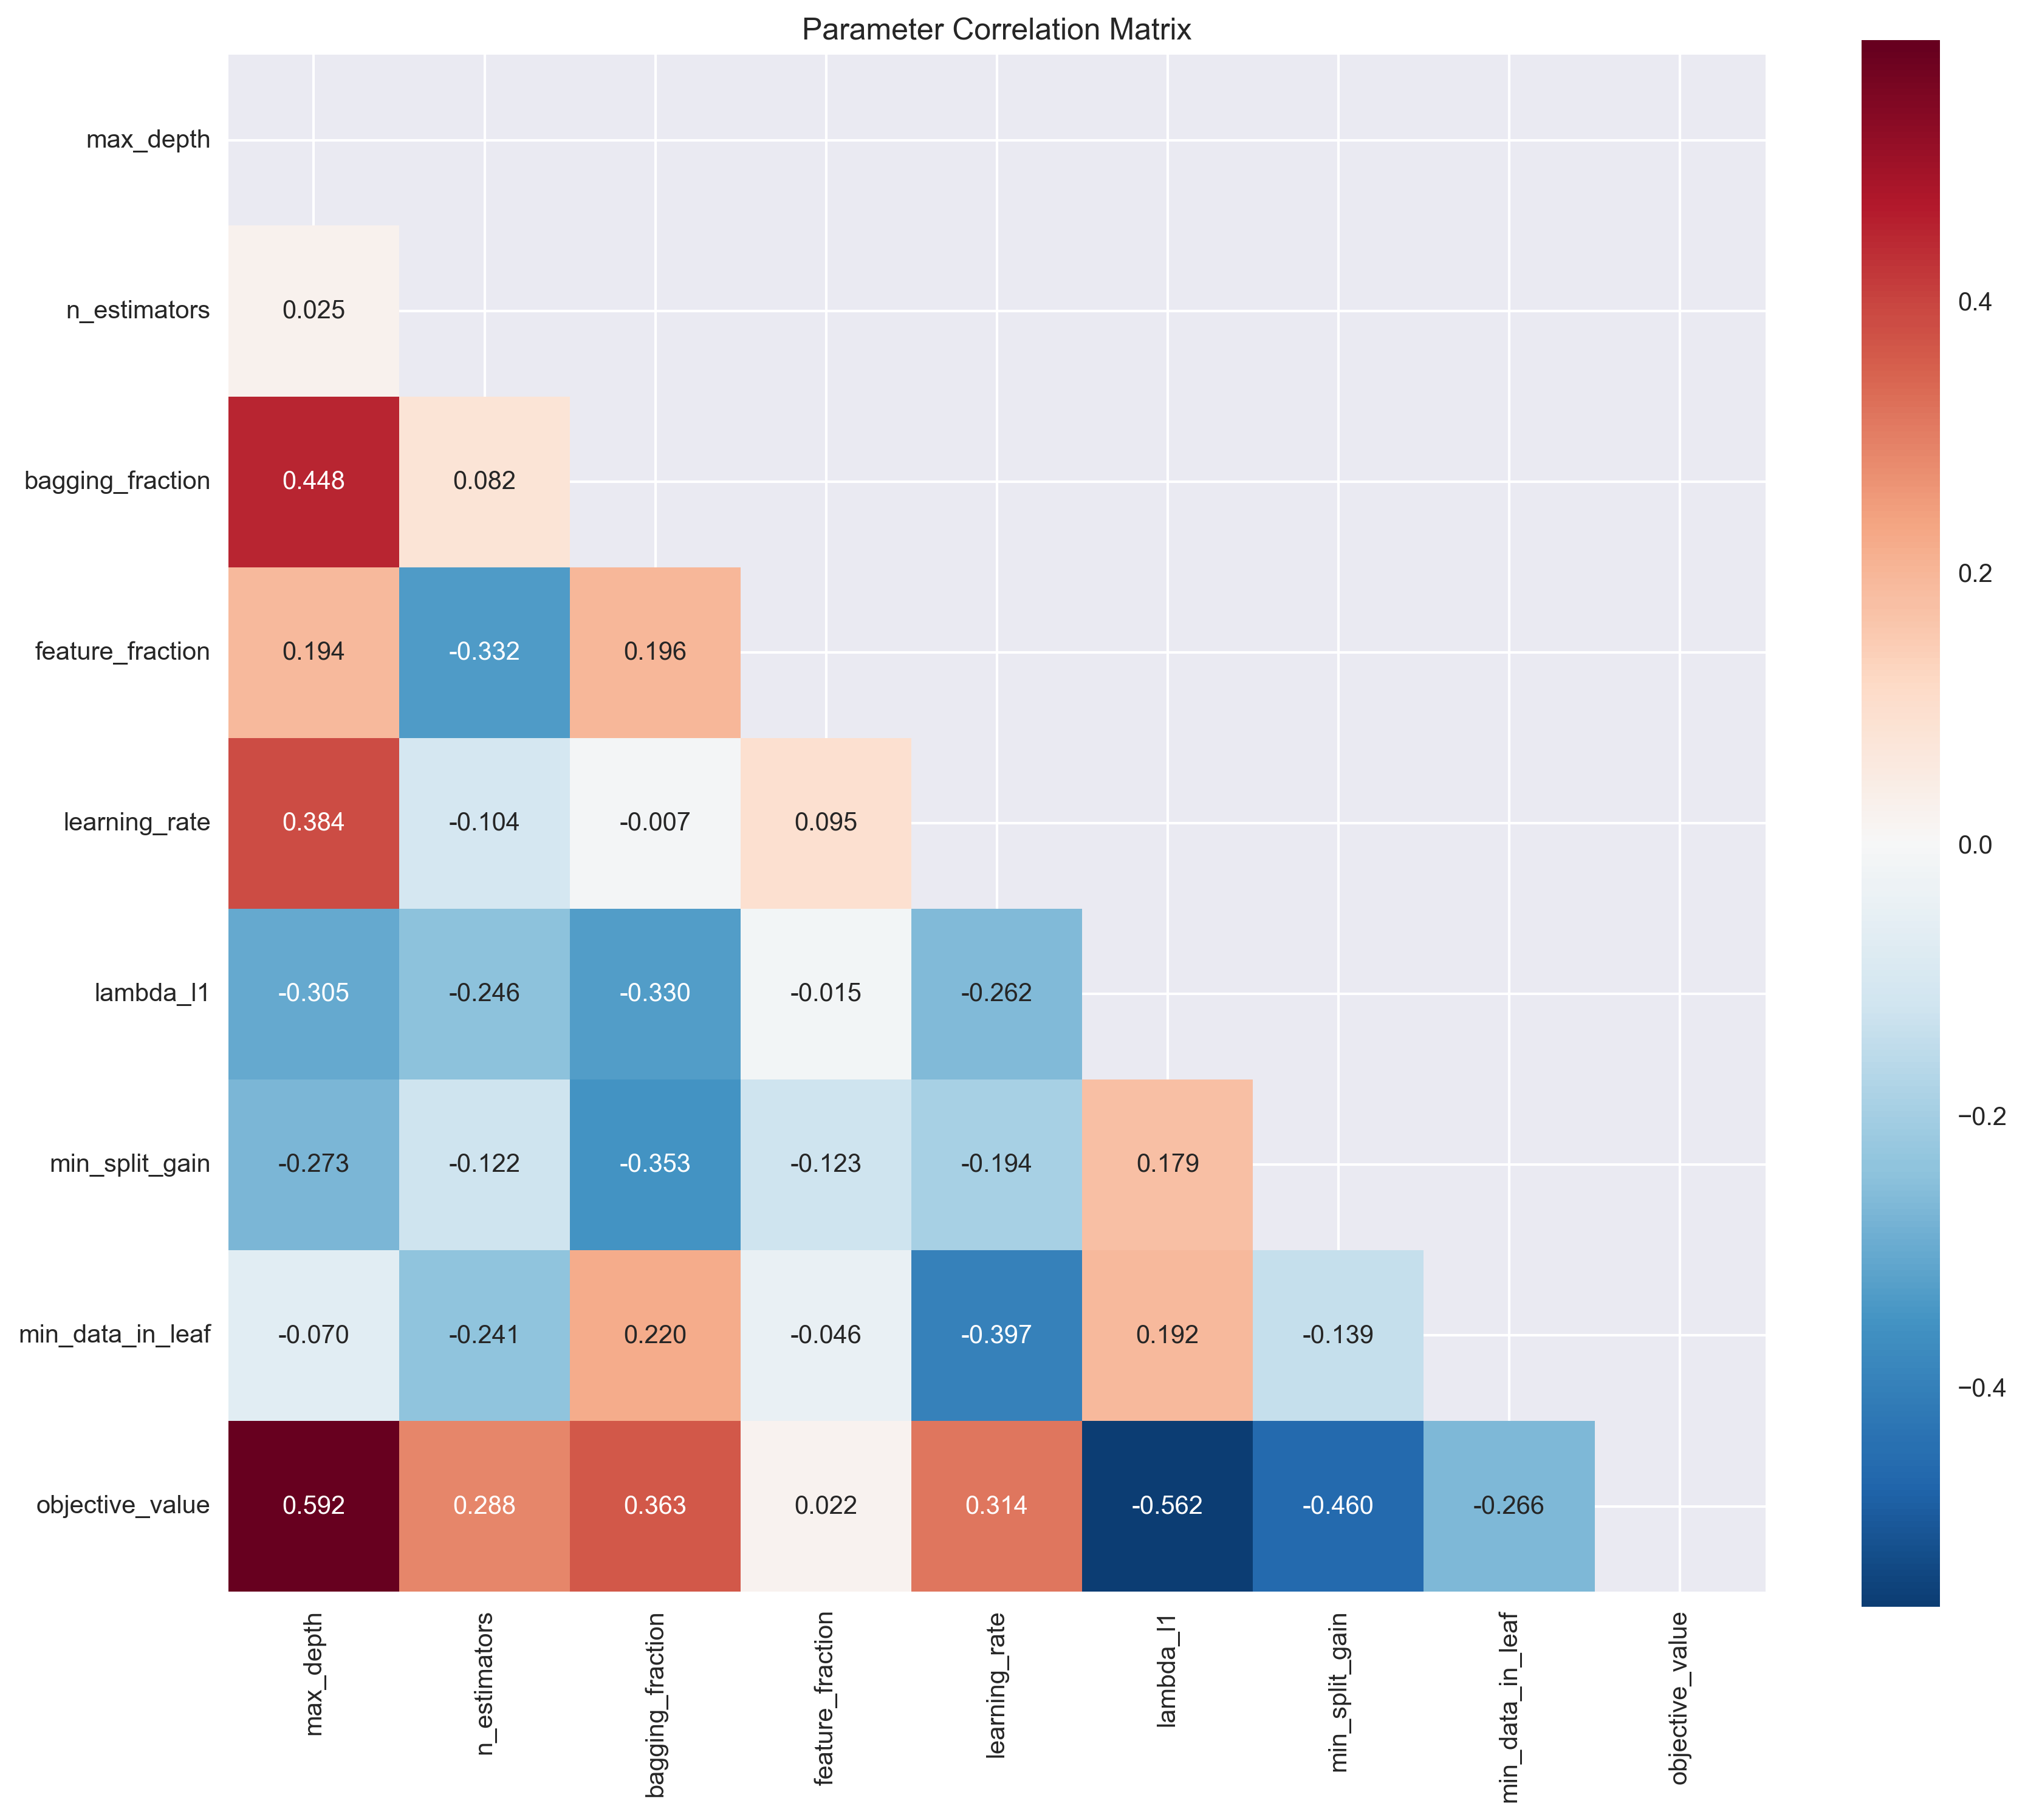 Parameter Correlation Matrix
max_depth
n_estimators 0.025
bagging_fraction 0.448 0.082
feature_fraction 0.194 -0.332 0.196
learning_rate 0.384 -0.104 -0.007 0.095
lambda_l1 -0.305 -0.246 -0.330 -0.015 -0.262
min_split_gain -0.273 -0.122 -0.353 -0.123 -0.194 0.179
min_data_in_leaf -0.070 -0.241 0.220 -0.046 -0.397 0.192 -0.139
objective_value 0.592 0.288 0.363 0.022 0.314 -0.562 -0.460 -0.266
max_depth
n_estimators
bagging_fraction
feature_fraction
learning_rate
lambda_l1
min_split_gain
min_data_in_leaf
objective_value
0.4
0.2
0.0
−0.2
−0.4